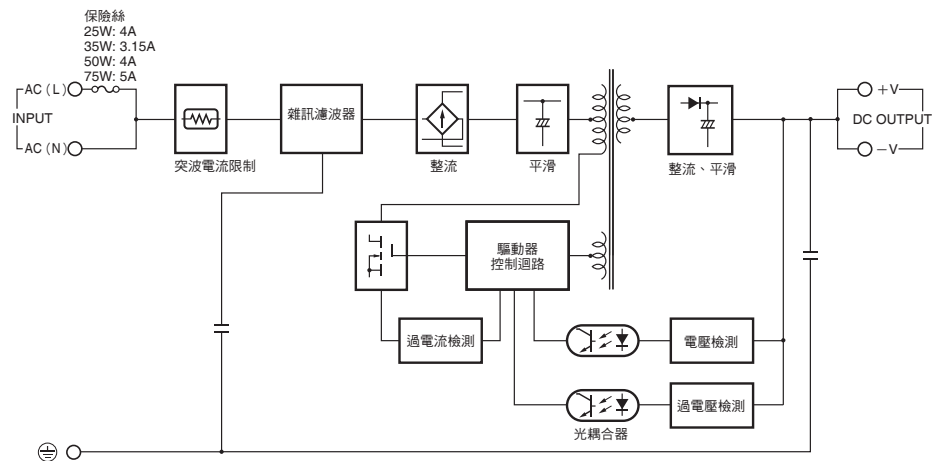 保險絲
25W: 4A
35W: 3.15A
50W: 4A
75W: 5A
AC（L）
INPUT
AC（N）
突波電流限制
雜訊濾波器
整流
平滑
整流、平滑
＋V
DC OUTPUT
－V
驅動器
控制迴路
過電流檢測
電壓檢測
過電壓檢測
光耦合器